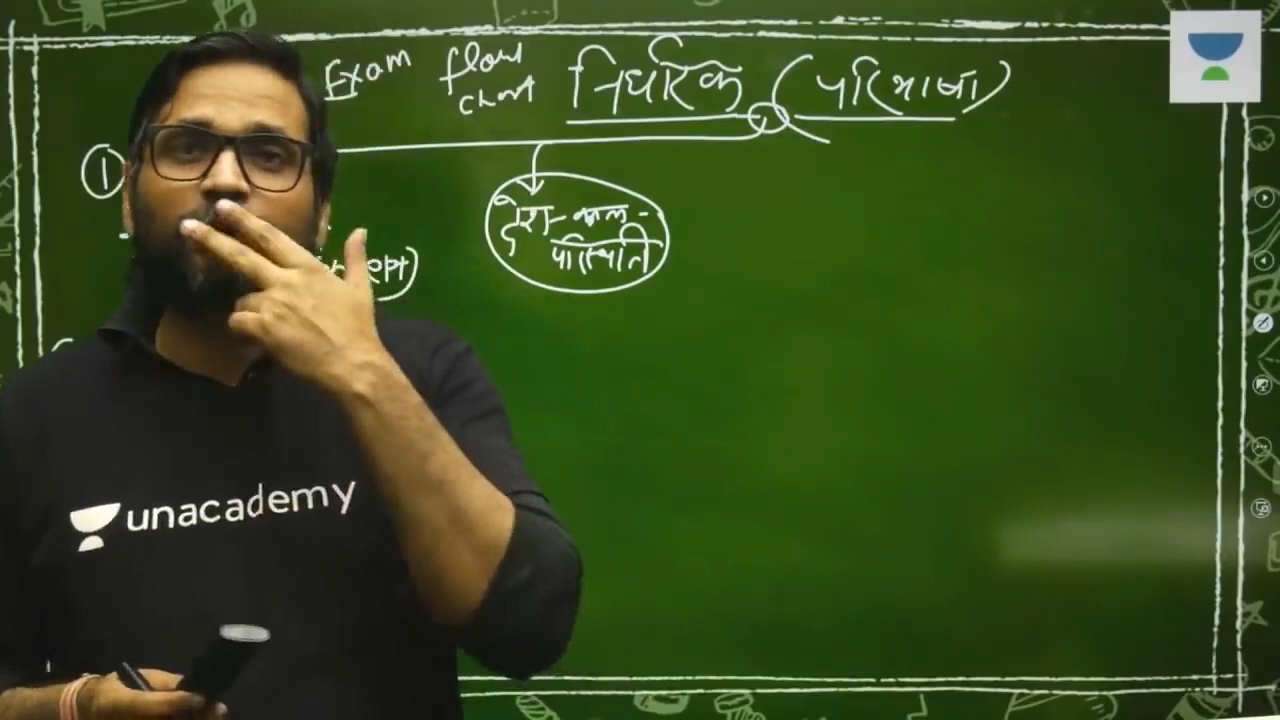 Exam flow chart निर्धारक (परिभाषा)
①
देश-काल-
परिस्थिति
unacademy